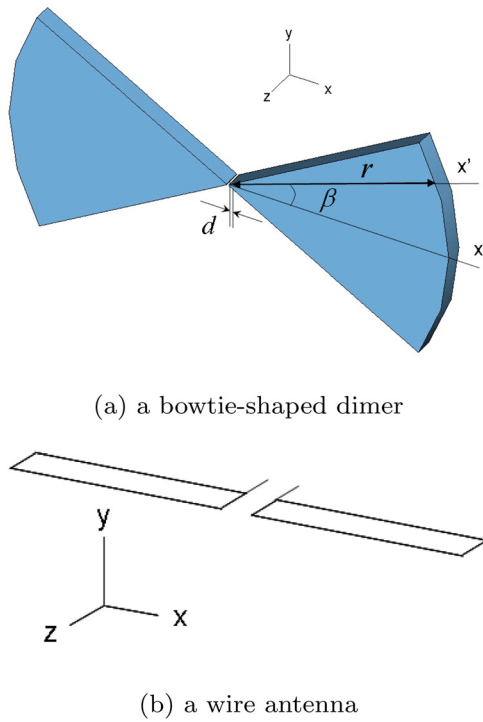 y
x
z
r
x'
β
d
x
(a) a bowtie-shaped dimer
y
x
z
(b) a wire antenna